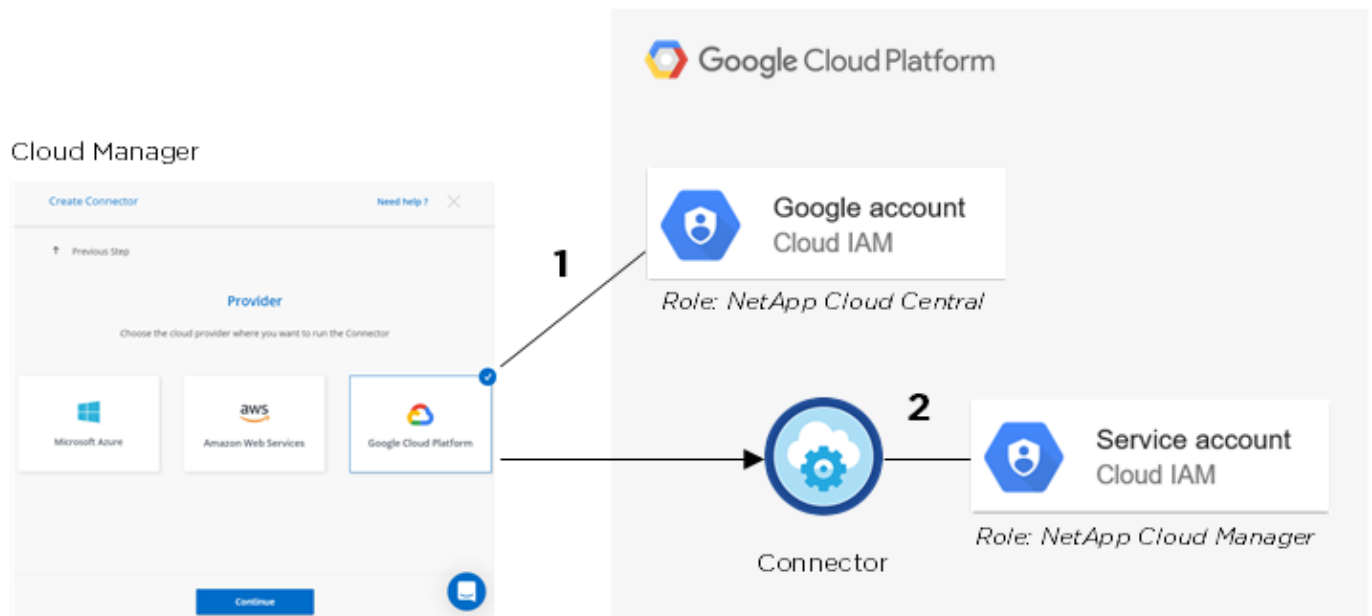 Google Cloud Platform
Cloud Manager
Create Connector
Need help ?
Previous Step
Provider
Choose the cloud provider where you want to run the Connector
Microsoft Azure
aws
Amazon Web Services
Google Cloud Platform
Continue
1
Google account
Cloud IAM
Role: NetApp Cloud Central
2
Connector
Service account
Cloud IAM
Role: NetApp Cloud Manager